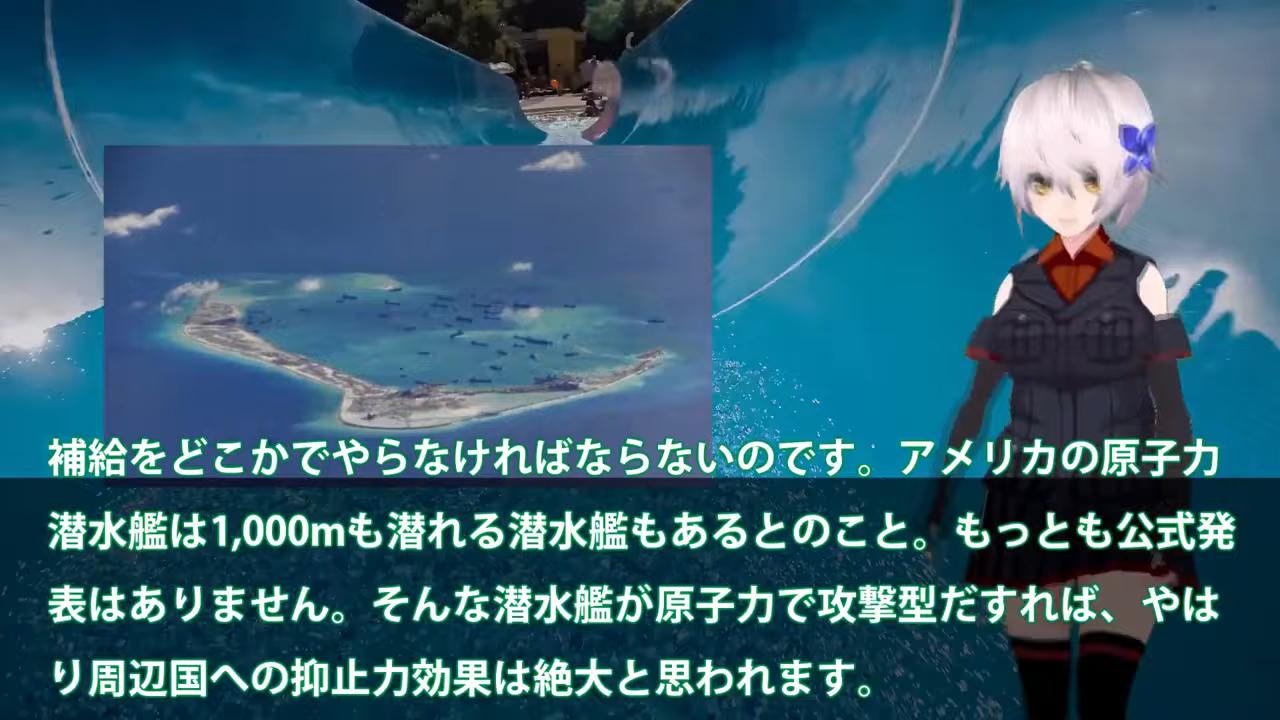 補給をどこかでやらなければならないのです。アメリカの原子力
潜水艦は1,000mも潜れる潜水艦もあるとのこと。もっとも公式発
表はありません。そんな潜水艦が原子力で攻撃型だすれば、やは
り周辺国への抑止力効果は絶大と思われます。